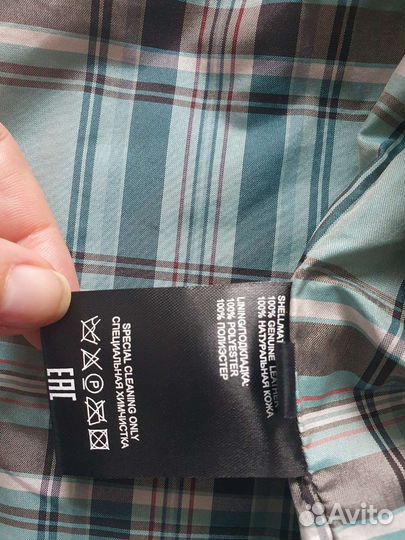 SHELL/МАТ
100% GENUINE LEATHER
100% НАТУРАЛЬНАЯ КОЖА
LINING/ПОДКЛАДКА:
100% POLYESTER
100% ПОЛИЭСТЕР
SPECIAL CLEANING ONLY
СПЕЦИАЛЬНАЯ ХИМЧИСТКА
P
EAC
Avito